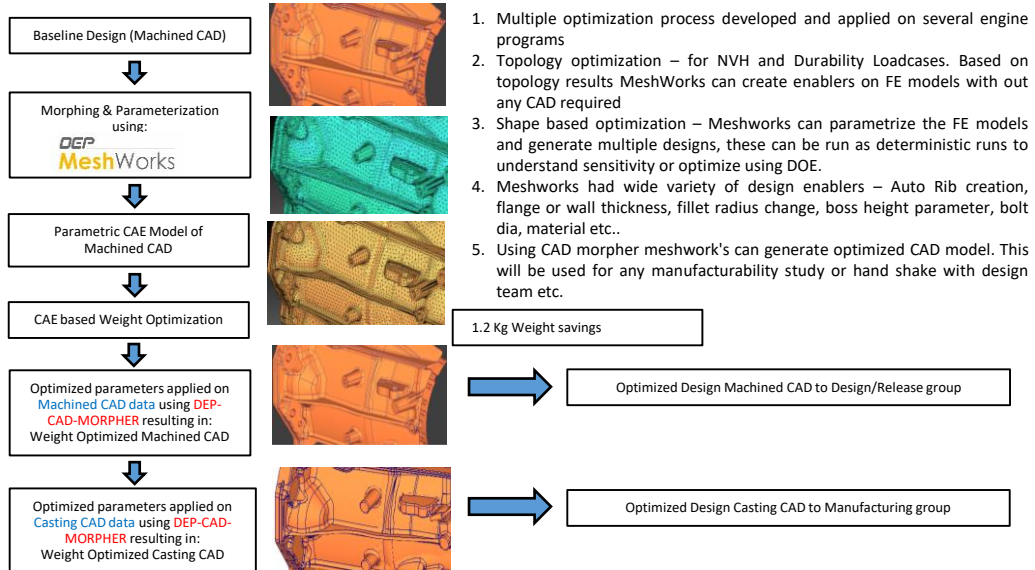 Baseline Design (Machined CAD)
Morphing & Parameterization
using:
DEP
MeshWorks
Parametric CAE Model of
Machined CAD
CAE based Weight Optimization
Optimized parameters applied on
Machined CAD data using DEP-
CAD-MORPHER resulting in:
Weight Optimized Machined CAD
Optimized parameters applied on
Casting CAD data using DEP-CAD-
MORPHER resulting in:
Weight Optimized Casting CAD
1. Multiple optimization process developed and applied on several engine
programs
2. Topology optimization – for NVH and Durability Loadcases. Based on
topology results MeshWorks can create enablers on FE models with out
any CAD required
3. Shape based optimization – Meshworks can parametrize the FE models
and generate multiple designs, these can be run as deterministic runs to
understand sensitivity or optimize using DOE.
4. Meshworks had wide variety of design enablers – Auto Rib creation,
flange or wall thickness, fillet radius change, boss height parameter, bolt
dia, material etc..
5. Using CAD morpher meshwork's can generate optimized CAD model. This
will be used for any manufacturability study or hand shake with design
team etc.
1.2 Kg Weight savings
Optimized Design Machined CAD to Design/Release group
Optimized Design Casting CAD to Manufacturing group